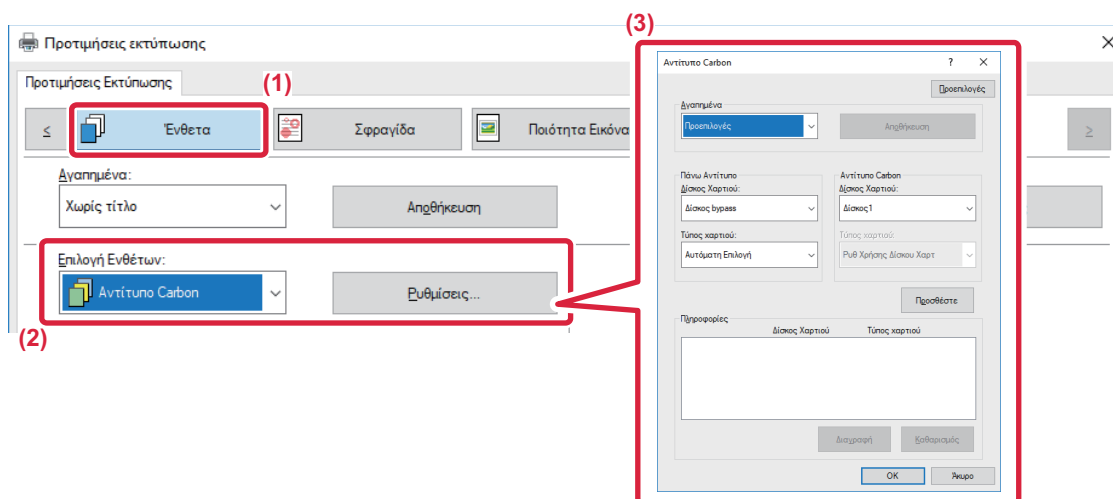 Προτιμήσεις εκτύπωσης
Προτιμήσεις Εκτύπωσης
(1)
<
Ένθετα
Σφραγίδα
Ποιότητα Εικόνα
>
Αγαπημένα:
Χωρίς τίτλο
Αποθήκευση
Επιλογή Ενθέτων:
Αντίτυπο Carbon
Ρυθμίσεις...
(2)
(3)
Αντίτυπο Carbon
?
Προεπιλογές
Αγαπημένα
Προεπιλογές
Αποθήκευση
Πάνω Αντίτυπο
Αντίτυπο Carbon
Δίσκος Χαρτιού:
Δίσκος Χαρτιού:
Δίσκος bypass
Δίσκος1
Τύπος χαρτιού:
Τύπος χαρτιού:
Αυτόματη Επιλογή
Ρυθ Χρήσης Δίσκου Χαρτ
Προσθέστε
Πληροφορίες
Δίσκος Χαρτιού Τύπος χαρτιού
Διαγραφή
Καθαρισμός
OK
Άκυρο